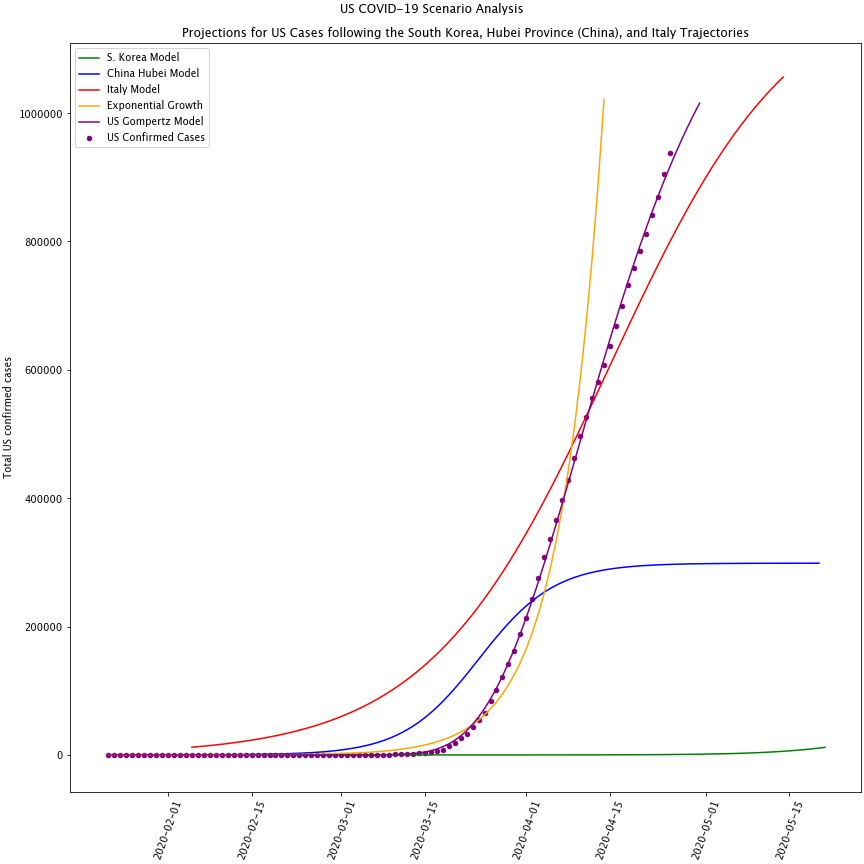 US COVID-19 Scenario Analysis
Projections for US Cases following the South Korea, Hubei Province (China), and Italy Trajectories
S. Korea Model
China Hubei Model
Italy Model
Exponential Growth
US Gompertz Model
US Confirmed Cases
1000000
800000
600000
400000
200000
0
Total US confirmed cases
2020-02-01
2020-02-15
2020-03-01
2020-03-15
2020-04-01
2020-04-15
2020-05-01
2020-05-15